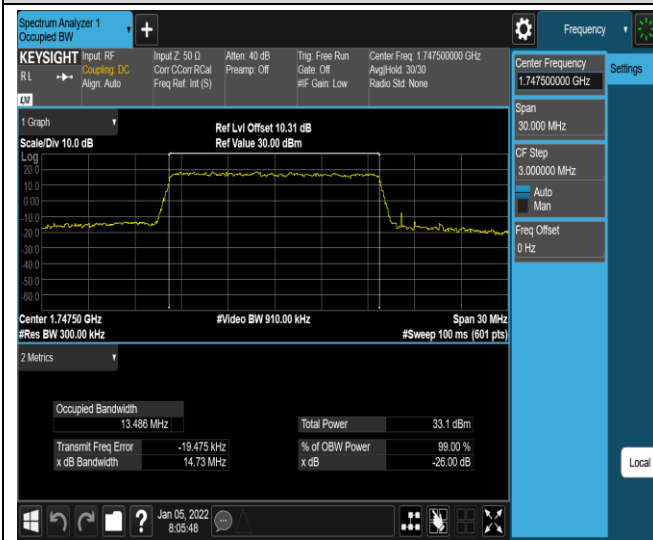 Spectrum Analyzer 1
Occupied BW
+
Frequency
KEYSIGHT
R L
LXI
Input: RF
Coupling: DC
Align: Auto
Input Z: 50 Ω
Corr CCorr RCal
Freq Ref: Int (S)
Atten: 40 dB
Preamp: Off
Trig: Free Run
Gate: Off
#IF Gain: Low
Center Freq: 1.747500000 GHz
Avg|Hold: 30/30
Radio Std: None
Center Frequency
1.747500000 GHz
Settings
Span
30.000 MHz
CF Step
3.000000 MHz
Auto
Man
Freq Offset
0 Hz
Local
1 Graph
Scale/Div 10.0 dB
Ref Lvl Offset 10.31 dB
Ref Value 30.00 dBm
Log
20.0
10.0
0.00
-10.0
-20.0
-30.0
-40.0
-50.0
-60.0
Center 1.74750 GHz
#Res BW 300.00 kHz
#Video BW 910.00 kHz
Span 30 MHz
#Sweep 100 ms (601 pts)
2 Metrics
Occupied Bandwidth
13.486 MHz
Total Power 33.1 dBm
Transmit Freq Error -19.475 kHz
% of OBW Power 99.00 %
x dB Bandwidth 14.73 MHz
x dB -26.00 dB
?
Jan 05, 2022
8:05:48